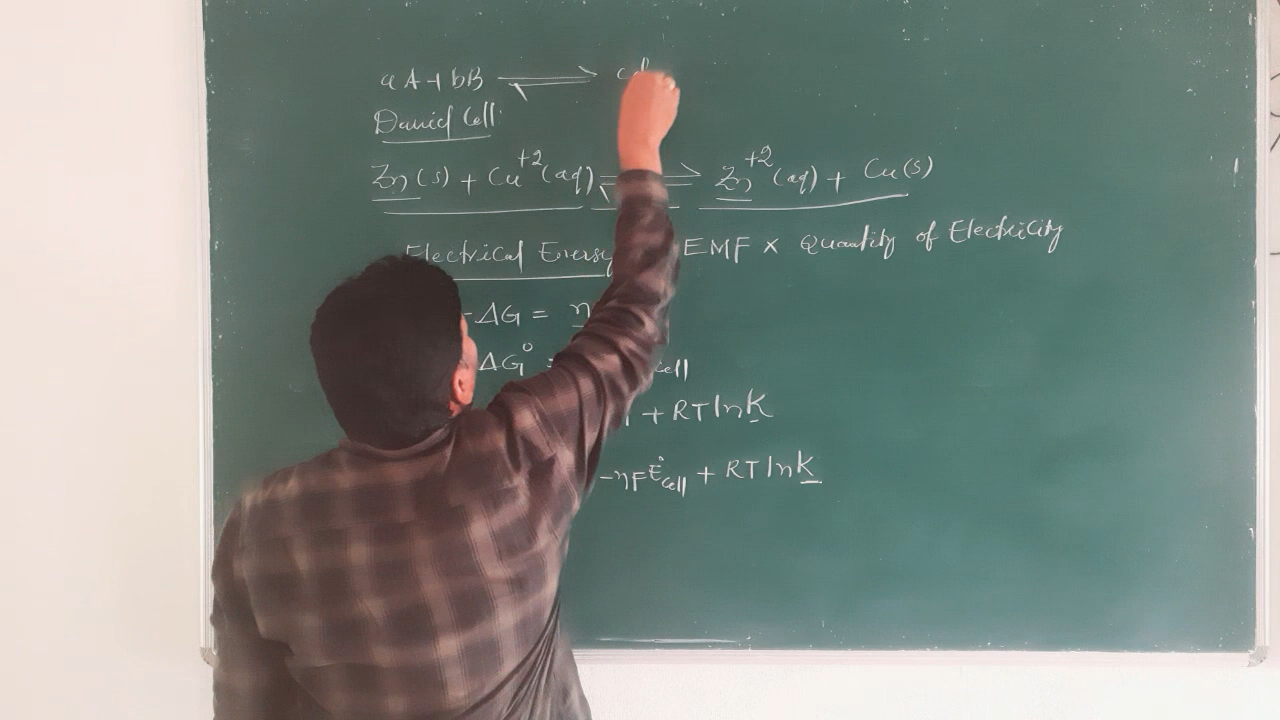 aA + bB ⇌
Daniel Cell:
Zn(s) + Cu⁺²(aq) ⇌ Zn⁺²(aq) + Cu(s)
Electrical Energy EMF × Quantity of Electricity
-ΔG = n
ΔG° = cell
+ RT ln K
-nFE°cell + RT ln K